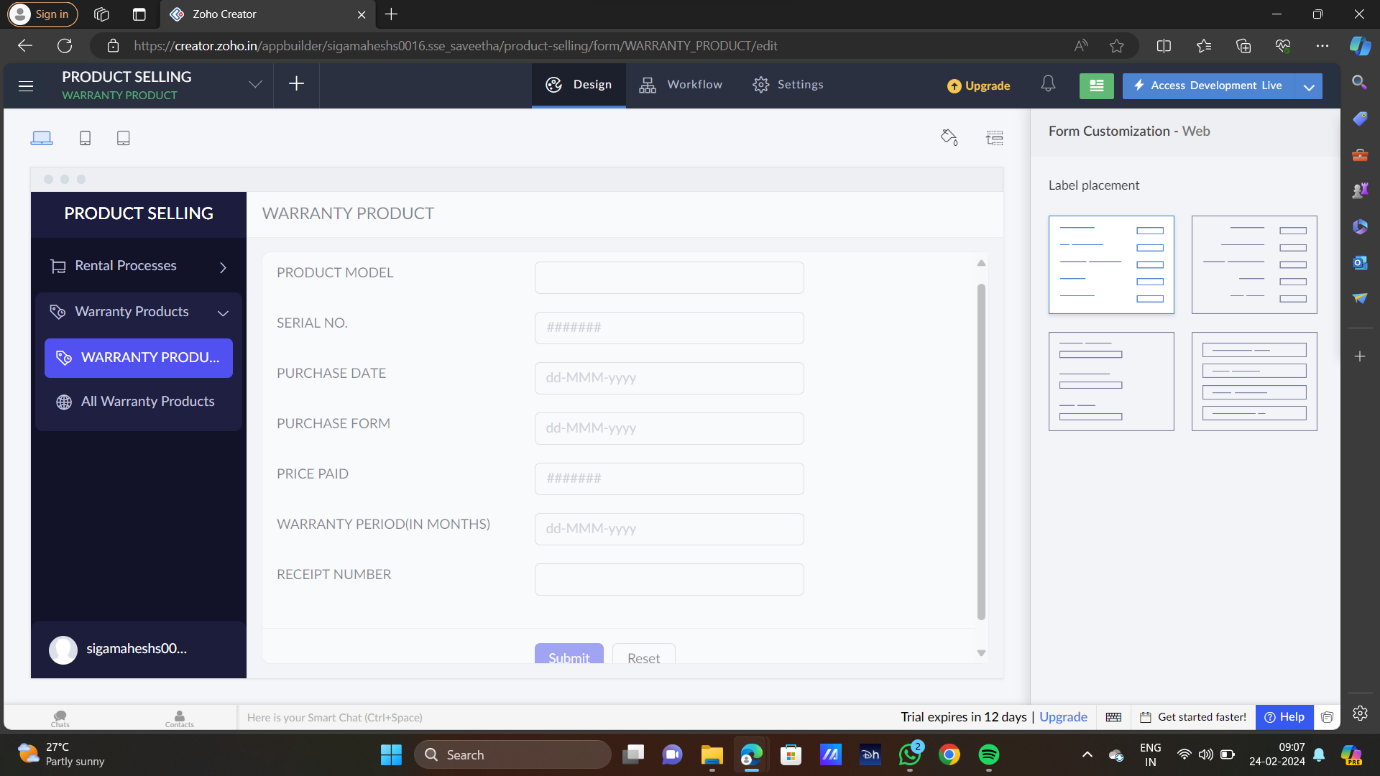 Sign in
Zoho Creator
https://creator.zoho.in/appbuilder/sigamaheshs0016.sse_saveetha/product-selling/form/WARRANTY_PRODUCT/edit
PRODUCT SELLING
WARRANTY PRODUCT
Design
Workflow
Settings
Upgrade
Access Development Live
Form Customization - Web
Label placement
PRODUCT SELLING
Rental Processes
Warranty Products
WARRANTY PRODU...
All Warranty Products
sigamaheshs00...
WARRANTY PRODUCT
PRODUCT MODEL
SERIAL NO. #######
PURCHASE DATE dd-MMM-yyyy
PURCHASE FORM dd-MMM-yyyy
PRICE PAID #######
WARRANTY PERIOD(IN MONTHS) dd-MMM-yyyy
RECEIPT NUMBER
Submit Reset
Chats
Contacts
Here is your Smart Chat (Ctrl+Space)
Trial expires in 12 days | Upgrade
Get started faster!
Help
27°C
Partly sunny
Search
2
ENG
IN
09:07
24-02-2024
PRE